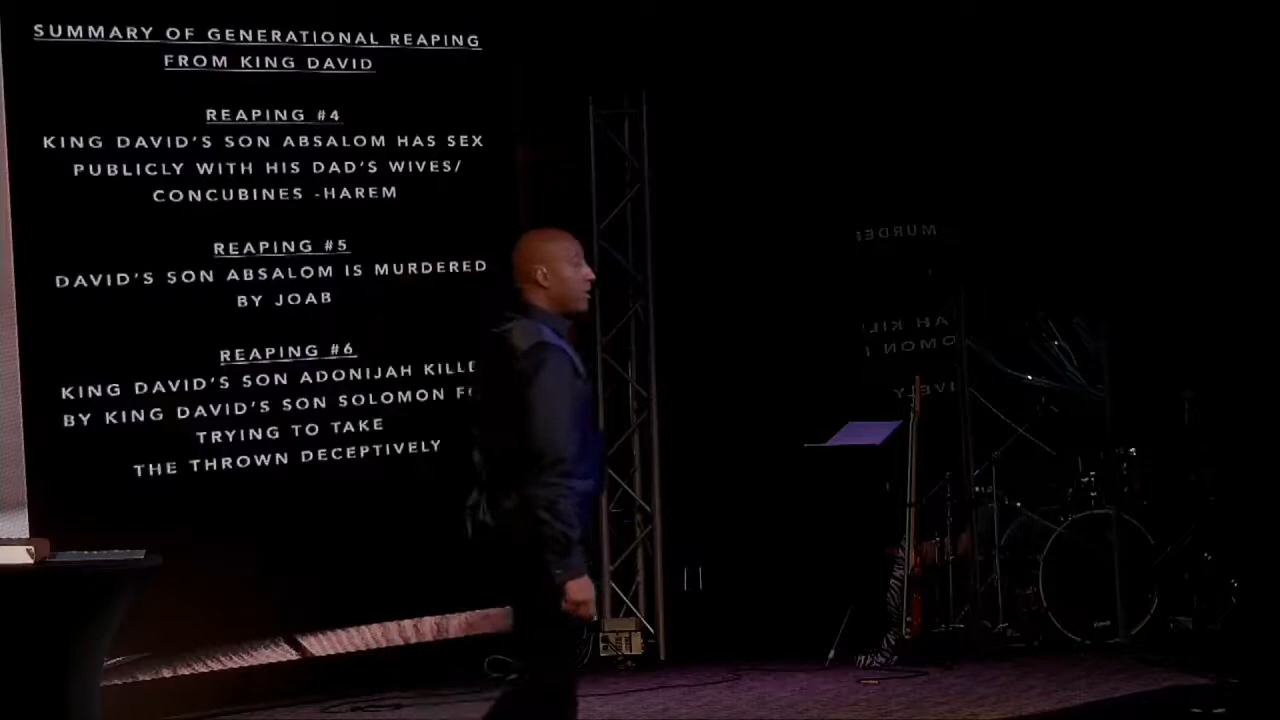 SUMMARY OF GENERATIONAL REAPING
FROM KING DAVID
REAPING #4
KING DAVID'S SON ABSALOM HAS SEX
PUBLICLY WITH HIS DAD'S WIVES/
CONCUBINES -HAREM
REAPING #5
DAVID'S SON ABSALOM IS MURDERED
BY JOAB
REAPING #6
KING DAVID'S SON ADONIJAH KILLE
BY KING DAVID'S SON SOLOMON
TRYING TO TAKE
THE THROWN DECEPTIVELY